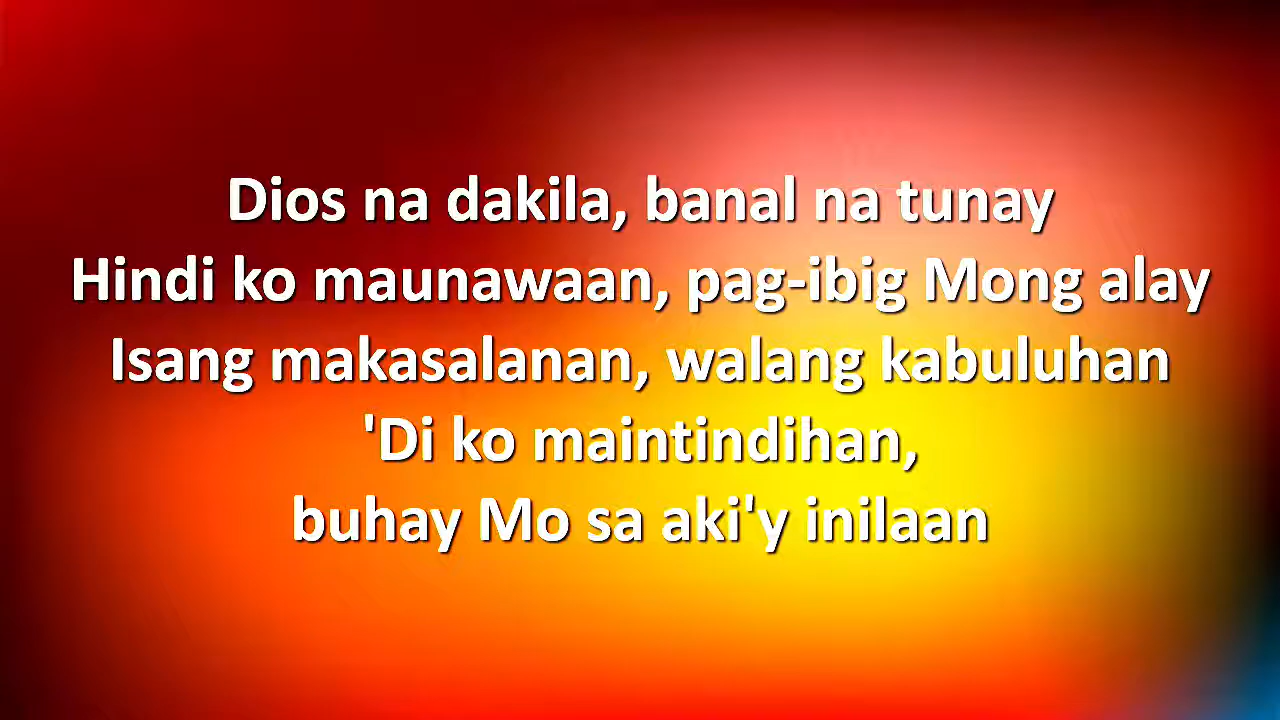 Dios na dakila, banal na tunay
Hindi ko maunawaan, pag-ibig Mong alay
Isang makasalanan, walang kabuluhan
'Di ko maintindihan,
buhay Mo sa aki'y inilaan